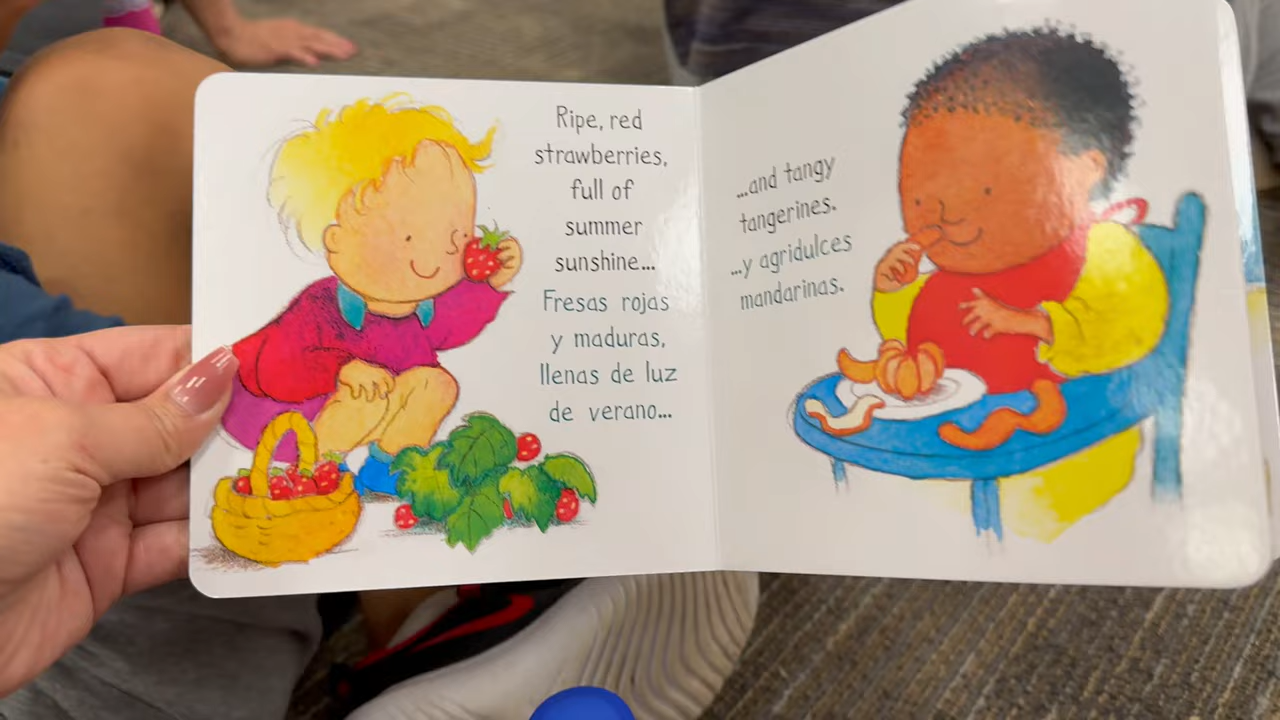 Ripe, red
strawberries,
full of
summer
sunshine...
Fresas rojas
y maduras,
llenas de luz
de verano...
...and tangy
tangerines.
...y agridulces
mandarinas.